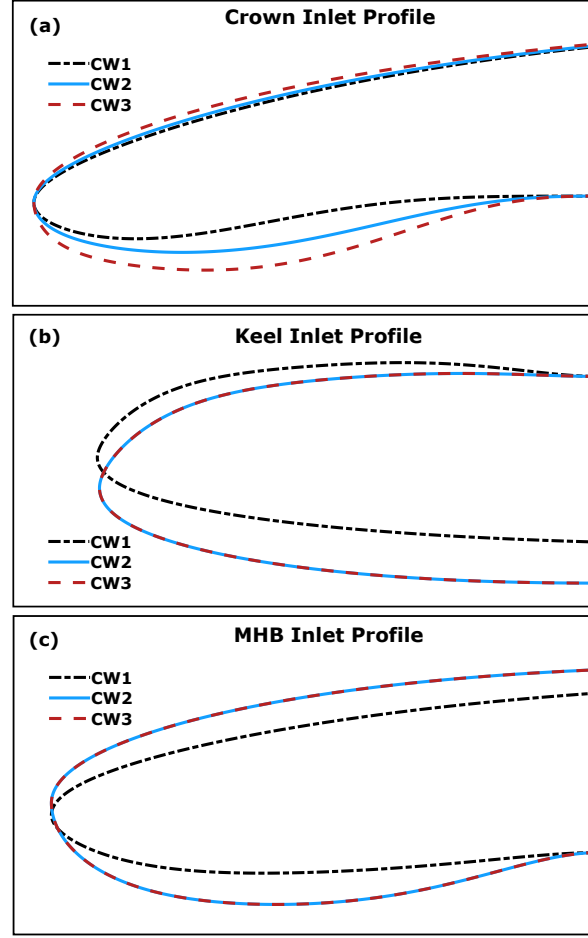 (a)
Crown Inlet Profile
CW1
CW2
CW3
(b)
Keel Inlet Profile
CW1
CW2
CW3
(c)
MHB Inlet Profile
CW1
CW2
CW3